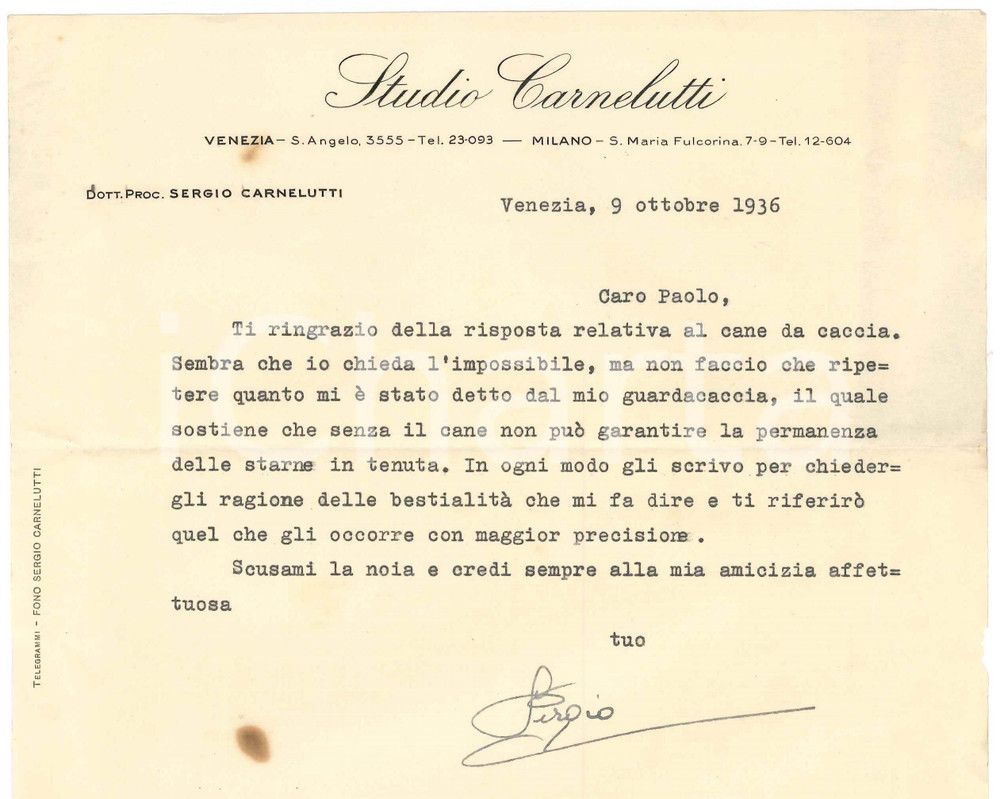 Studio Carnelutti
VENEZIA – S. Angelo, 3555 – Tel. 23-093 — MILANO – S. Maria Fulcorina. 7-9 – Tel. 12-604
DOTT. PROC. SERGIO CARNELUTTI
Venezia, 9 ottobre 1936
Caro Paolo,
Ti ringrazio della risposta relativa al cane da caccia.
Sembra che io chieda l'impossibile, ma non faccio che ripe=
tere quanto mi è stato detto dal mio guardacaccia, il quale
sostiene che senza il cane non può garantire la permanenza
delle starne in tenuta. In ogni modo gli scrivo per chieder=
gli ragione delle bestialità che mi fa dire e ti riferirò
quel che gli occorre con maggior precisione .
Scusami la noia e credi sempre alla mia amicizia affet=
tuosa
tuo
Sergio
TELEGRAMMI – FONO SERGIO CARNELUTTI
iCharta